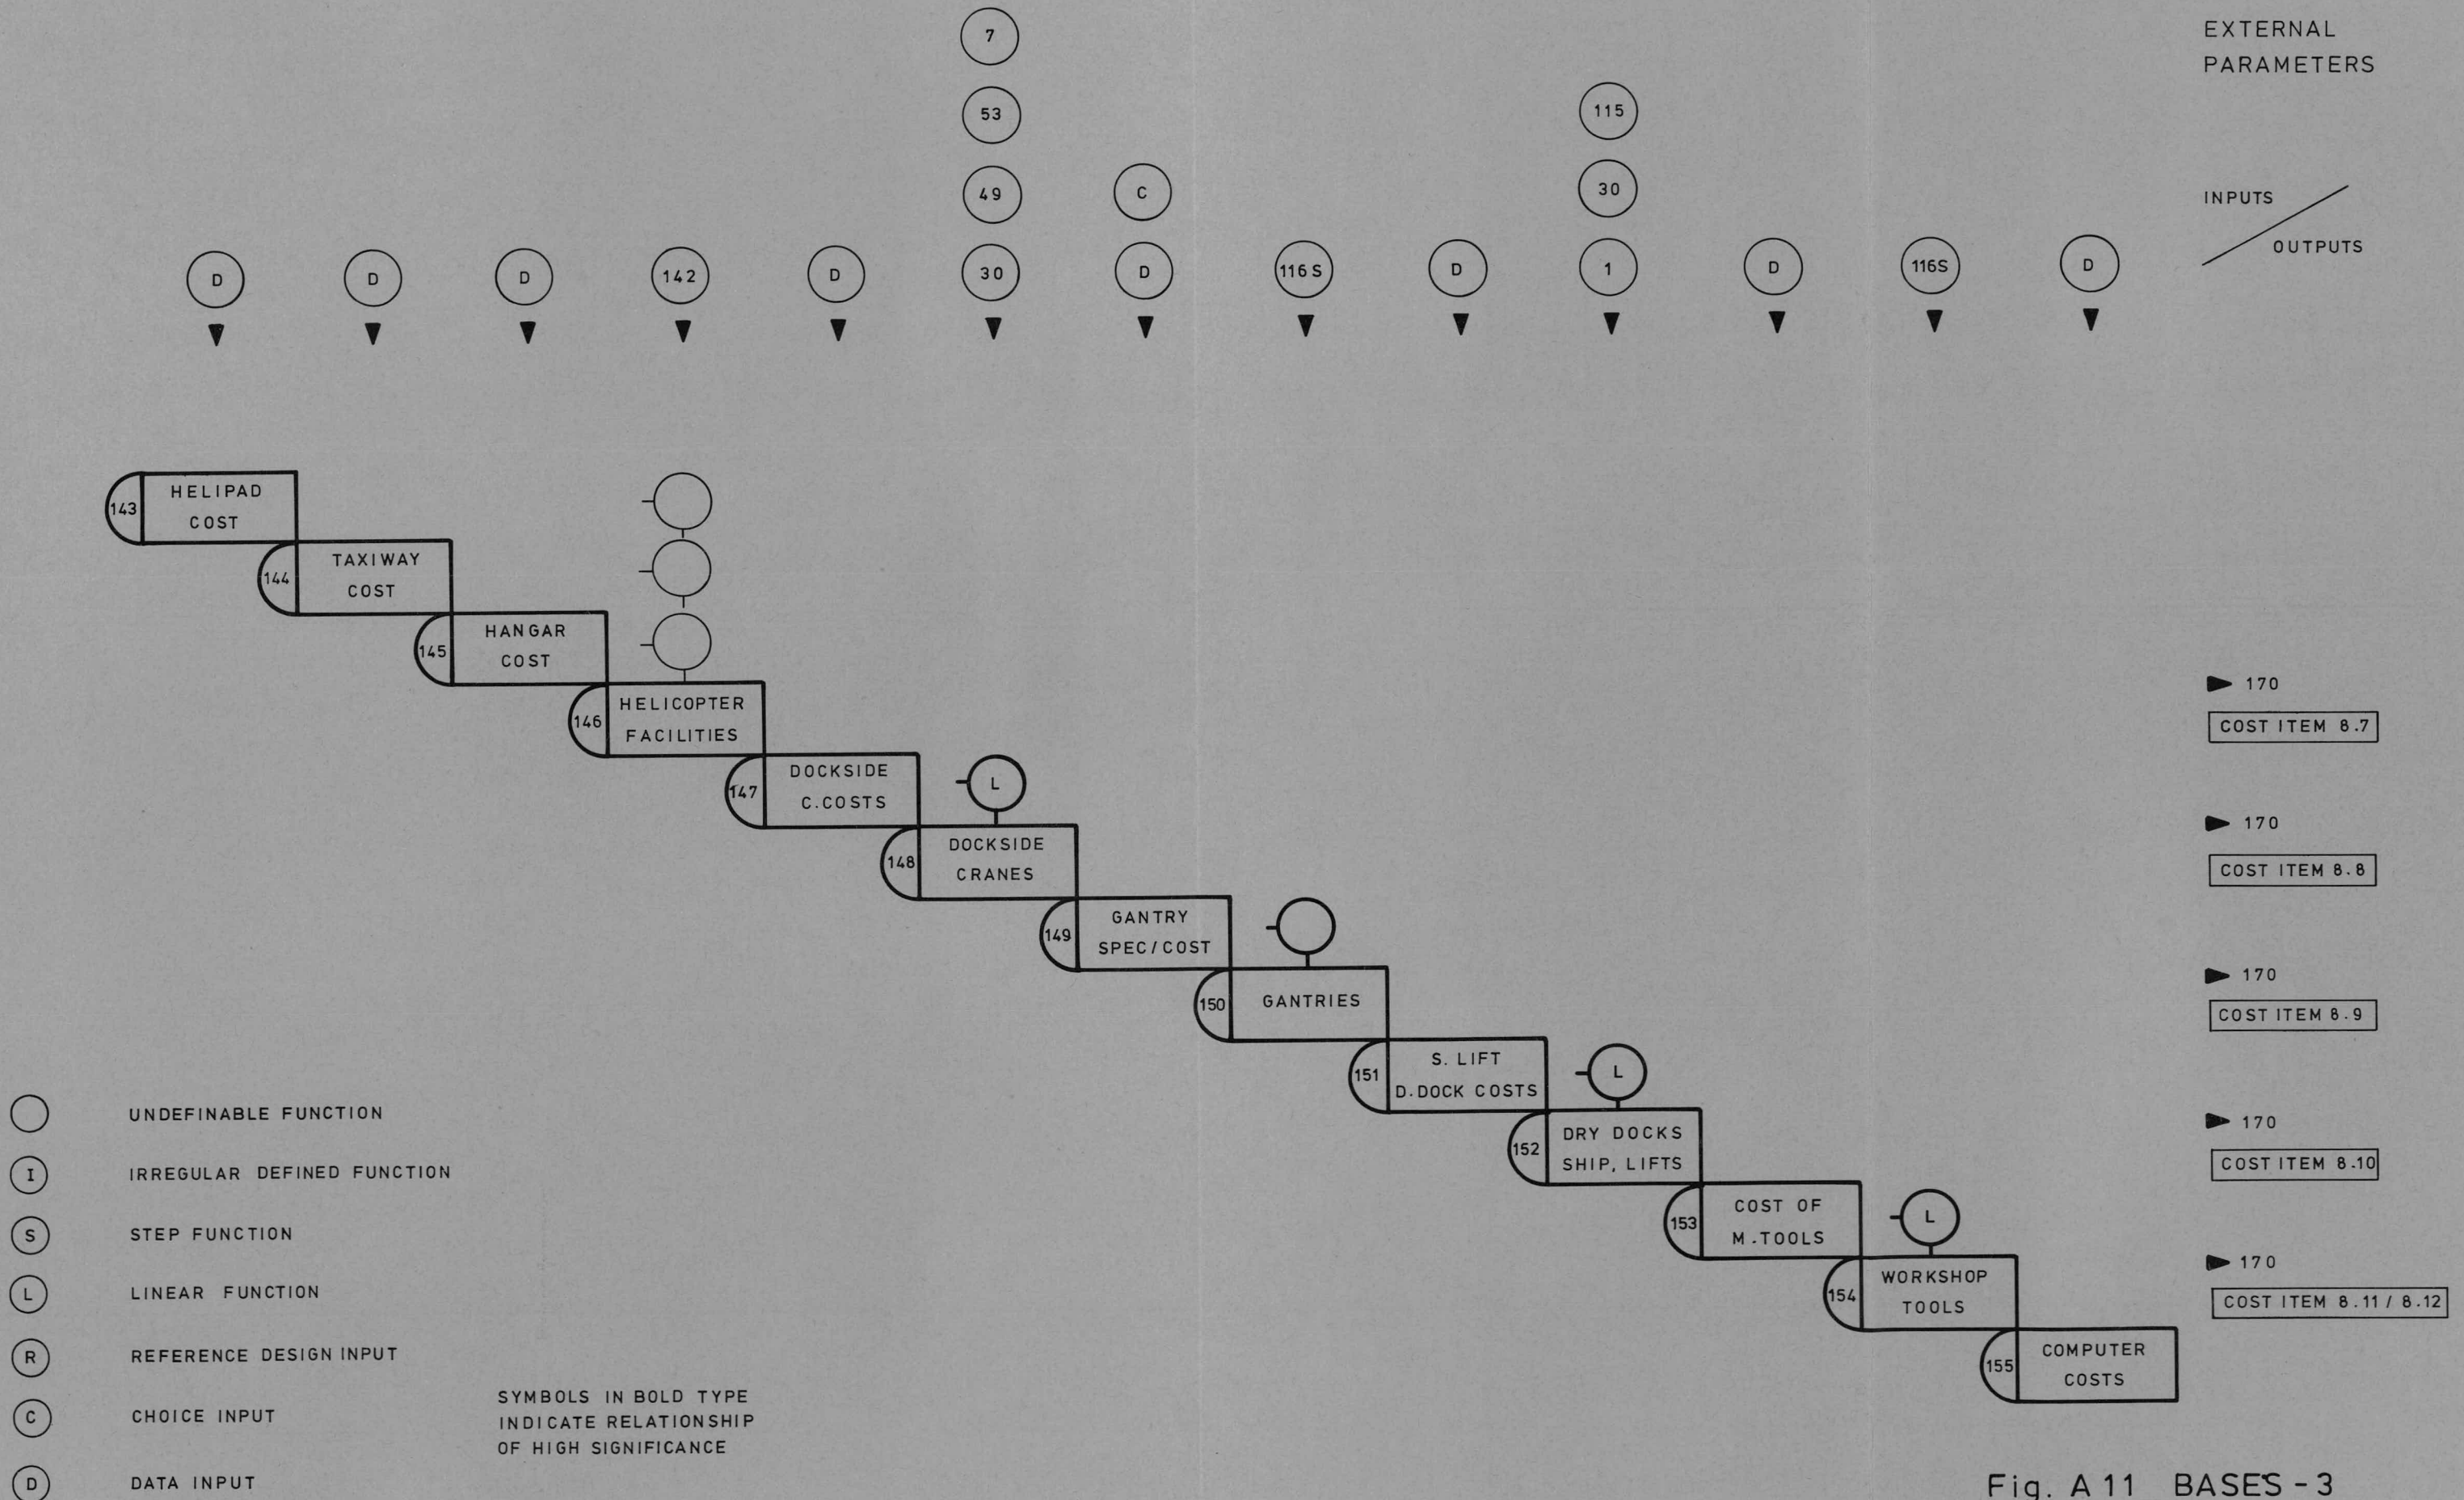 7
EXTERNAL
PARAMETERS
53
115
49
C
30
INPUTS
OUTPUTS
D
D
D
142
D
30
D
116 S
D
1
D
116S
D
143
HELIPAD
COST
144
TAXIWAY
COST
145
HANGAR
COST
146
HELICOPTER
FACILITIES
170
COST ITEM 8.7
147
DOCKSIDE
C.COSTS
L
148
DOCKSIDE
CRANES
170
COST ITEM 8.8
149
GANTRY
SPEC/COST
150
GANTRIES
170
COST ITEM 8.9
151
S. LIFT
D.DOCK COSTS
L
152
DRY DOCKS
SHIP, LIFTS
170
COST ITEM 8.10
153
COST OF
M.TOOLS
L
154
WORKSHOP
TOOLS
170
COST ITEM 8.11 / 8.12
155
COMPUTER
COSTS
UNDEFINABLE FUNCTION
I IRREGULAR DEFINED FUNCTION
S STEP FUNCTION
L LINEAR FUNCTION
R REFERENCE DESIGN INPUT
C CHOICE INPUT
D DATA INPUT
SYMBOLS IN BOLD TYPE
INDICATE RELATIONSHIP
OF HIGH SIGNIFICANCE
Fig. A 11 BASES - 3